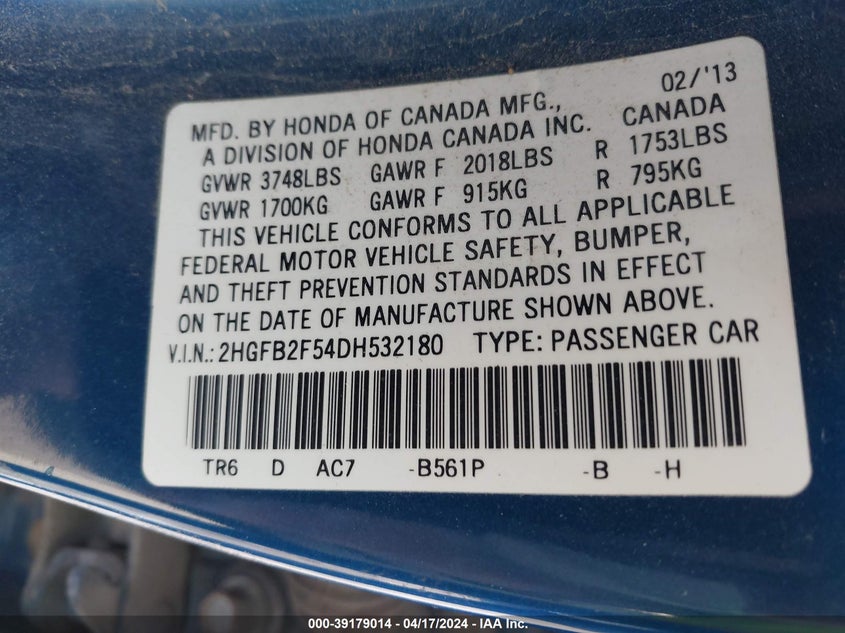 02/'13
MFD. BY HONDA OF CANADA MFG., CANADA
A DIVISION OF HONDA CANADA INC.
GVWR 3748LBS GAWR F 2018LBS R 1753LBS
GVWR 1700KG GAWR F 915KG R 795KG
THIS VEHICLE CONFORMS TO ALL APPLICABLE
FEDERAL MOTOR VEHICLE SAFETY, BUMPER,
AND THEFT PREVENTION STANDARDS IN EFFECT
ON THE DATE OF MANUFACTURE SHOWN ABOVE.
V.I.N.: 2HGFB2F54DH532180 TYPE: PASSENGER CAR
TR6 D AC7 -B561P -B -H
000-39179014 - 04/17/2024 - IAA Inc.